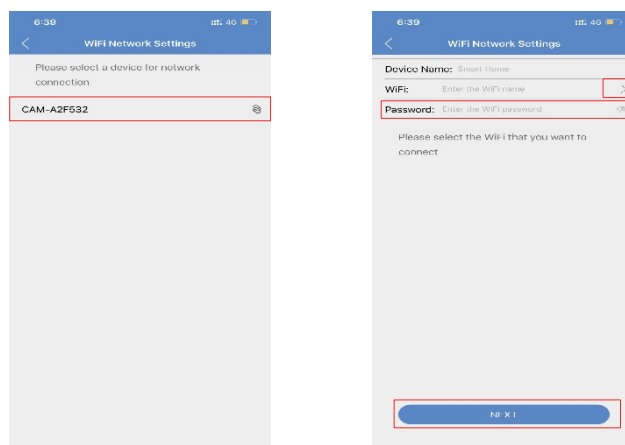 6:39
4G
WiFi Network Settings
Please select a device for network
connection
CAM-A2F532
6:39
4G
WiFi Network Settings
Device Name: Smart Home
WiFi: Enter the WiFi name
Password: Enter the WiFi password
Please select the WiFi that you want to
connect
NEXT